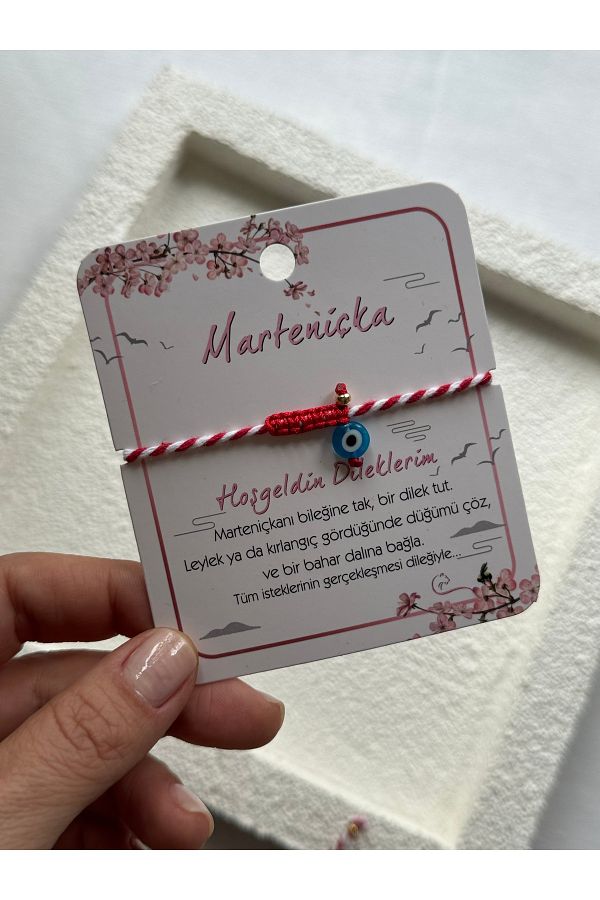 Marteniçka
Hoşgeldin Dileklerim
Marteniçkanı bileğine tak, bir dilek tut.
Leylek ya da kırlangıç gördüğünde düğümü çöz,
ve bir bahar dalına bağla.
Tüm isteklerinin gerçekleşmesi dileğiyle...